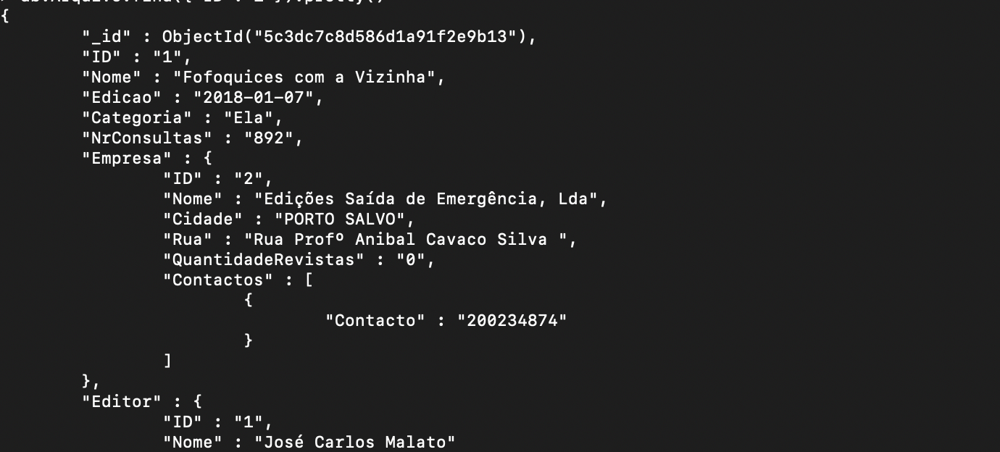 {
"_id" : ObjectId("5c3dc7c8d586d1a91f2e9b13"),
"ID" : "1",
"Nome" : "Fofoquices com a Vizinha",
"Edicao" : "2018-01-07",
"Categoria" : "Ela",
"NrConsultas" : "892",
"Empresa" : {
"ID" : "2",
"Nome" : "Edições Saída de Emergência, Lda",
"Cidade" : "PORTO SALVO",
"Rua" : "Rua Profº Anibal Cavaco Silva ",
"QuantidadeRevistas" : "0",
"Contactos" : [
{
"Contacto" : "200234874"
}
]
},
"Editor" : {
"ID" : "1",
"Nome" : "José Carlos Malato"